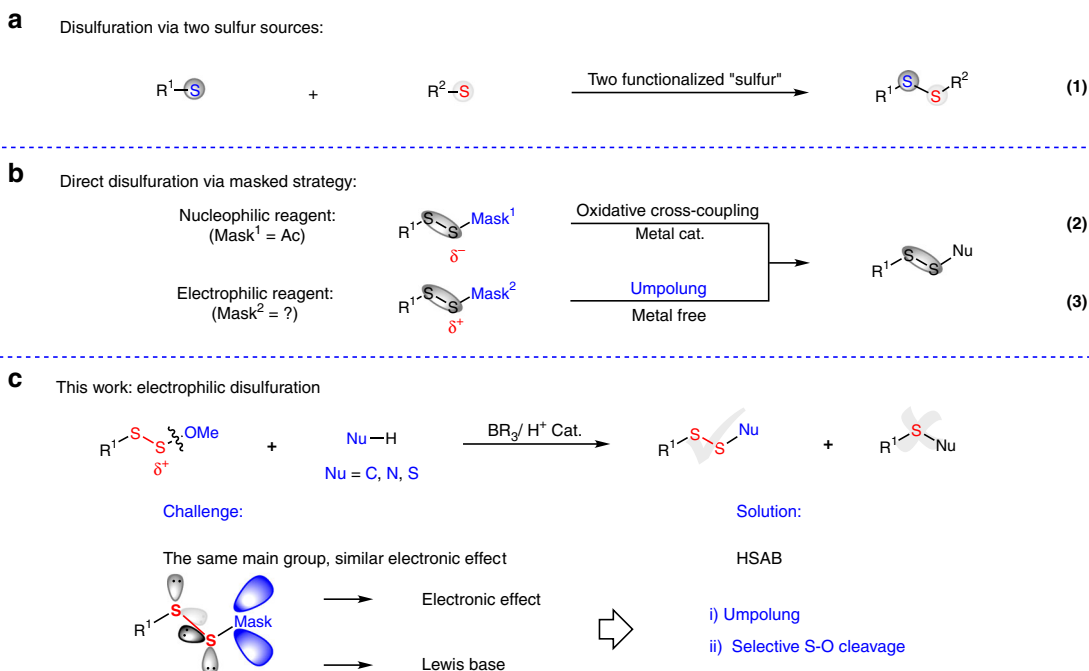 a
Disulfuration via two sulfur sources:
R¹—S + R²—S Two functionalized "sulfur" R¹ S S R² (1)
b
Direct disulfuration via masked strategy:
Nucleophilic reagent:
(Mask¹ = Ac)
R¹ S S Mask¹
δ⁻
Oxidative cross-coupling
Metal cat.
(2)
R¹ S S Nu
Electrophilic reagent:
(Mask² = ?)
R¹ S S Mask²
δ⁺
Umpolung
Metal free
(3)
c
This work: electrophilic disulfuration
R¹ S S OMe
δ⁺
+
Nu—H
Nu = C, N, S
BR₃/ H⁺ Cat.
R¹ S S Nu + R¹ S Nu
Challenge:
Solution:
The same main group, similar electronic effect
HSAB
R¹ S S Mask
Electronic effect
Lewis base
i) Umpolung
ii) Selective S-O cleavage